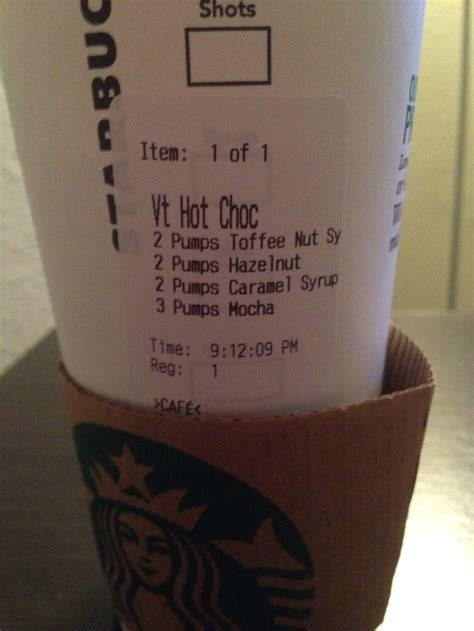 Shots
STARBUC
Item: 1 of 1
Vt Hot Choc
2 Pumps Toffee Nut Sy
2 Pumps Hazelnut
2 Pumps Caramel Syrup
3 Pumps Mocha
Time: 9:12:09 PM
Reg: 1
>CAFÉ<